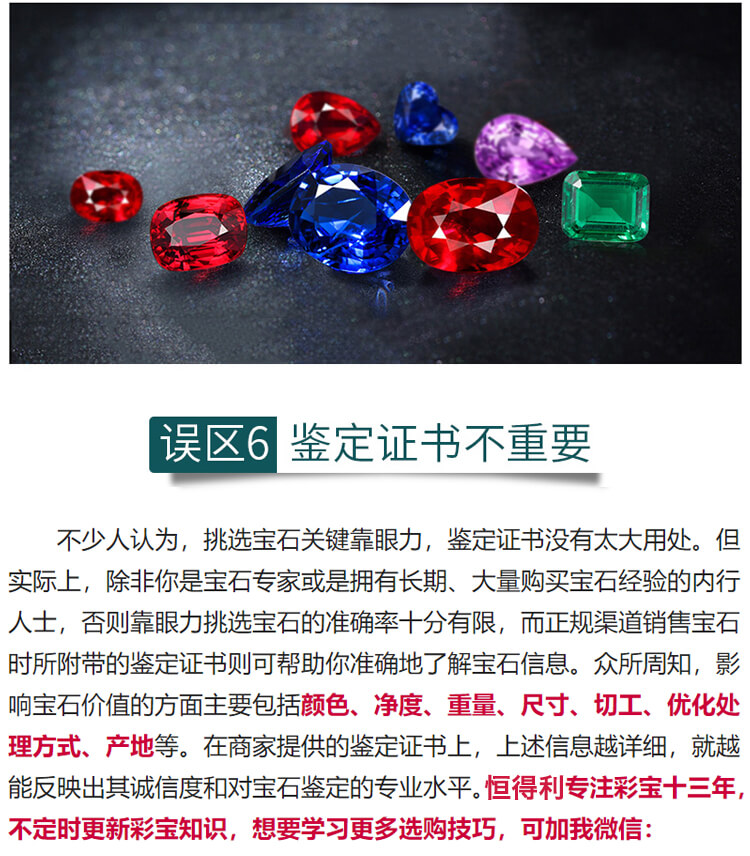 误区6 鉴定证书不重要
不少人认为，挑选宝石关键靠眼力，鉴定证书没有太大用处。但
实际上，除非你是宝石专家或是拥有长期、大量购买宝石经验的内行
人士，否则靠眼力挑选宝石的准确率十分有限，而正规渠道销售宝石
时所附带的鉴定证书则可帮助你准确地了解宝石信息。众所周知，影
响宝石价值的方面主要包括颜色、净度、重量、尺寸、切工、优化处
理方式、产地等。在商家提供的鉴定证书上，上述信息越详细，就越
能反映出其诚信度和对宝石鉴定的专业水平。恒得利专注彩宝十三年，
不定时更新彩宝知识，想要学习更多选购技巧，可加我微信：